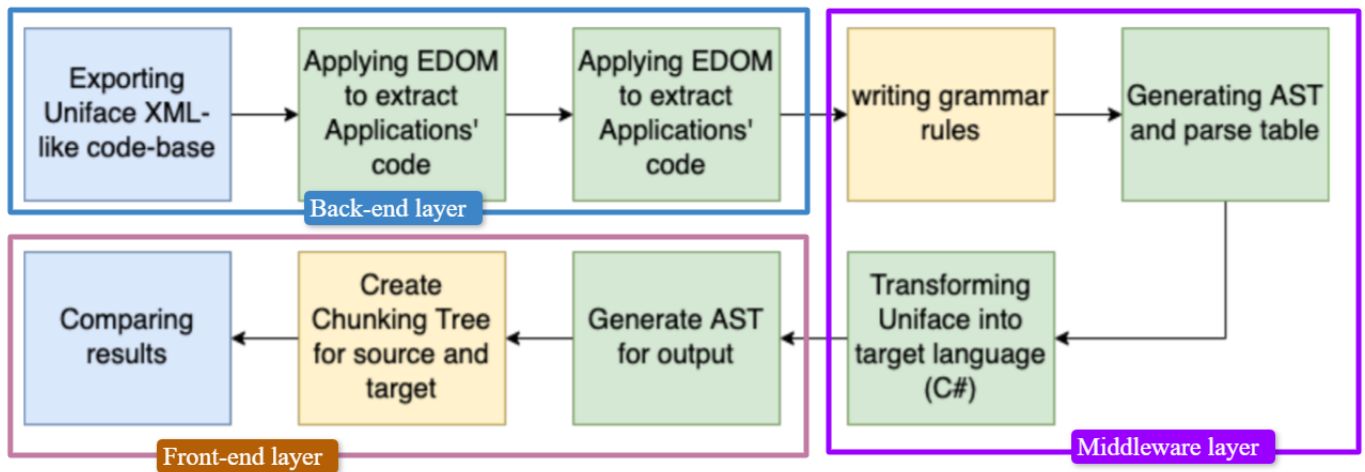 Exporting
Uniface XML-
like code-base
Applying EDOM
to extract
Applications'
code
Applying EDOM
to extract
Applications'
code
writing grammar
rules
Generating AST
and parse table
Back-end layer
Comparing
results
Create
Chunking Tree
for source and
target
Generate AST
for output
Transforming
Uniface into
target language
(C#)
Front-end layer
Middleware layer